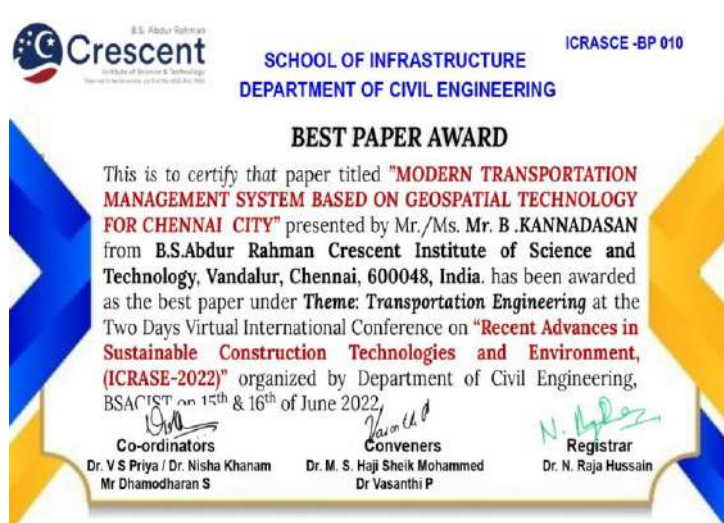 B.S. Abdur Rahman
Crescent
Institute of Science & Technology
ICRASCE -BP 010
SCHOOL OF INFRASTRUCTURE
DEPARTMENT OF CIVIL ENGINEERING
BEST PAPER AWARD
This is to certify that paper titled "MODERN TRANSPORTATION
MANAGEMENT SYSTEM BASED ON GEOSPATIAL TECHNOLOGY
FOR CHENNAI CITY" presented by Mr./Ms. Mr. B .KANNADASAN
from B.S.Abdur Rahman Crescent Institute of Science and
Technology, Vandalur, Chennai, 600048, India. has been awarded
as the best paper under Theme: Transportation Engineering at the
Two Days Virtual International Conference on "Recent Advances in
Sustainable Construction Technologies and Environment,
(ICRASE-2022)" organized by Department of Civil Engineering,
BSACIST on 15th & 16th of June 2022
Co-ordinators
Dr. V S Priya / Dr. Nisha Khanam
Mr Dhamodharan S
Conveners
Dr. M. S. Haji Sheik Mohammed
Dr Vasanthi P
Registrar
Dr. N. Raja Hussain